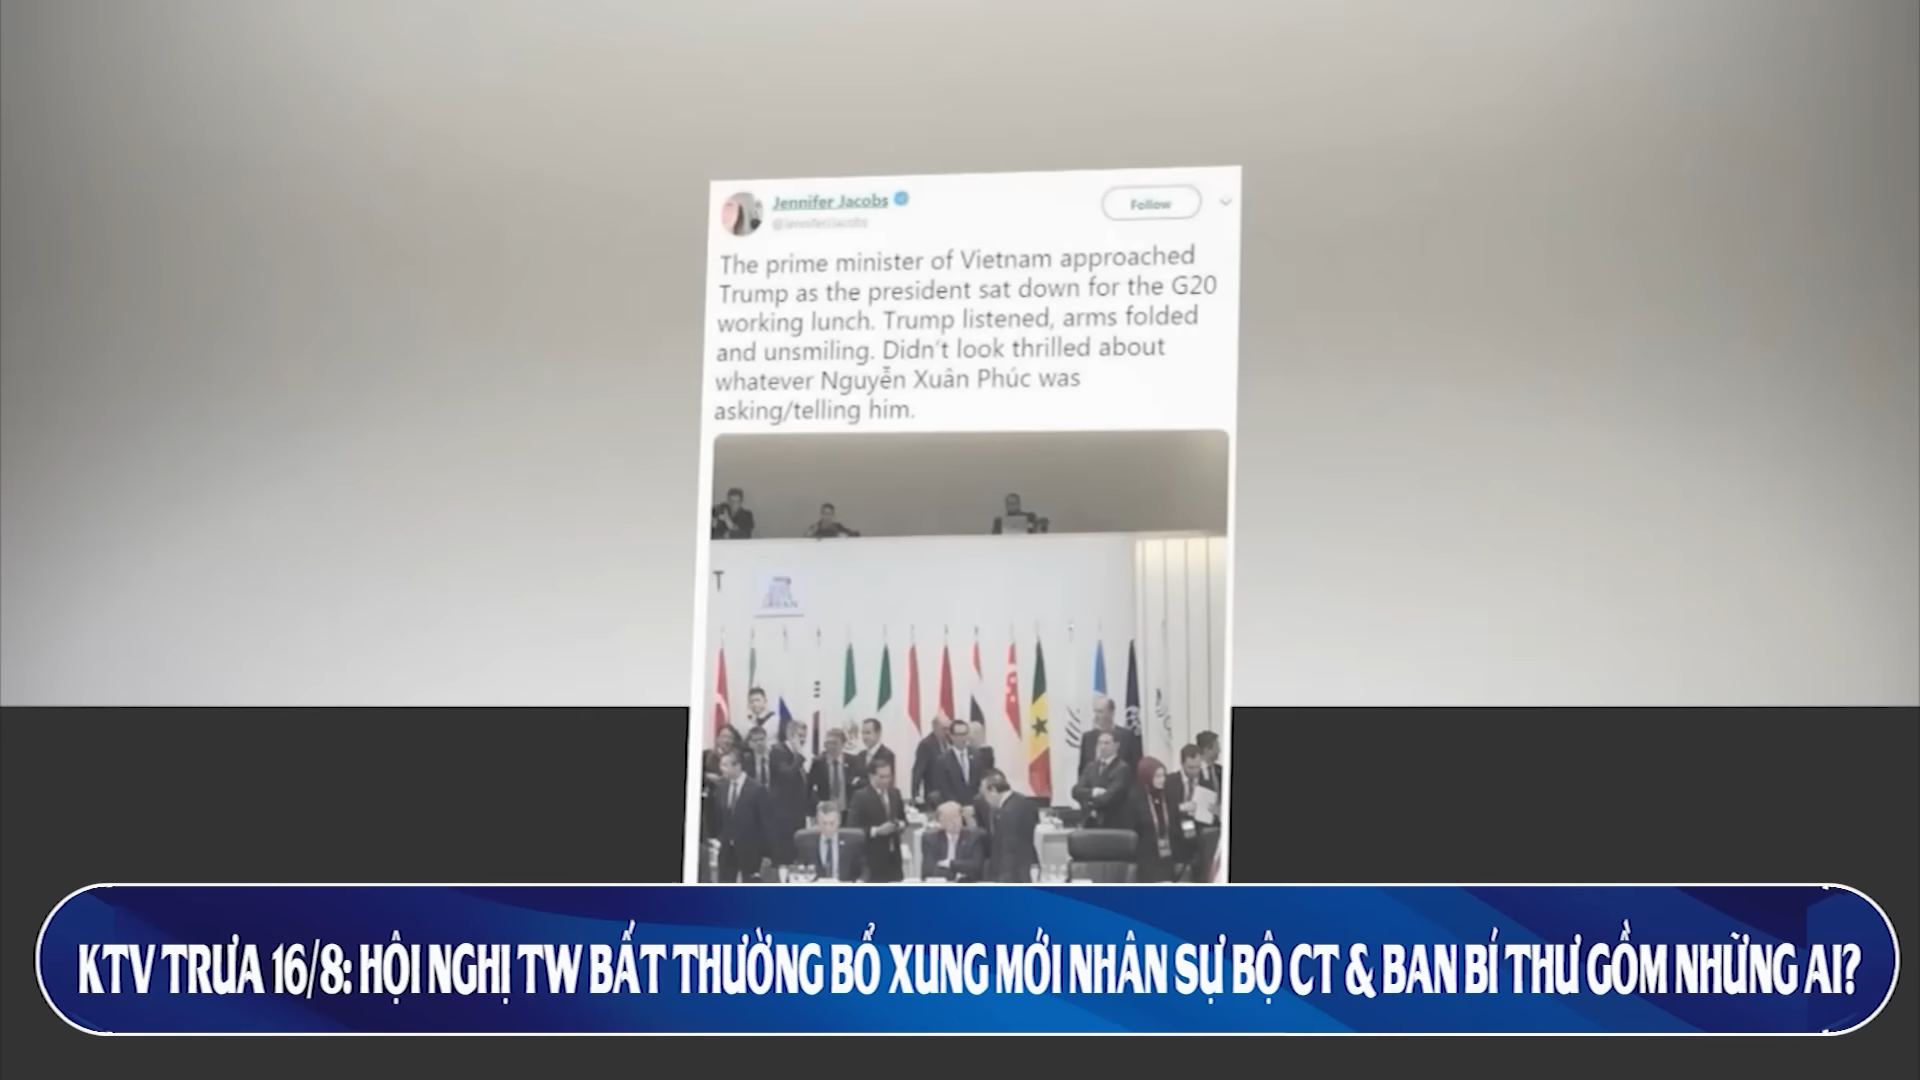 Jennifer Jacobs
Follow
The prime minister of Vietnam approached
Trump as the president sat down for the G20
working lunch. Trump listened, arms folded
and unsmiling. Didn't look thrilled about
whatever Nguyễn Xuân Phúc was
asking/telling him.
T
KTV TRƯA 16/8: HỘI NGHỊ TW BẤT THƯỜNG BỔ XUNG MỚI NHÂN SỰ BỘ CT & BAN BÍ THƯ GỒM NHỮNG AI?